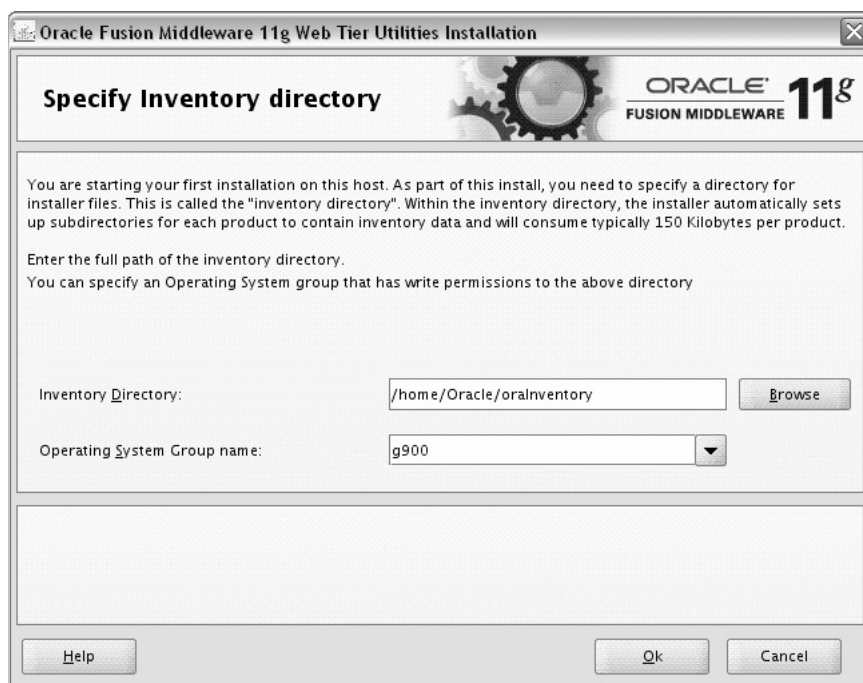 Oracle Fusion Middleware 11g Web Tier Utilities Installation
Specify Inventory directory
ORACLE
FUSION MIDDLEWARE 11g
You are starting your first installation on this host. As part of this install, you need to specify a directory for
installer files. This is called the "inventory directory". Within the inventory directory, the installer automatically sets
up subdirectories for each product to contain inventory data and will consume typically 150 Kilobytes per product.
Enter the full path of the inventory directory.
You can specify an Operating System group that has write permissions to the above directory
Inventory Directory: /home/Oracle/oraInventory Browse
Operating System Group name: g900
Help Ok Cancel